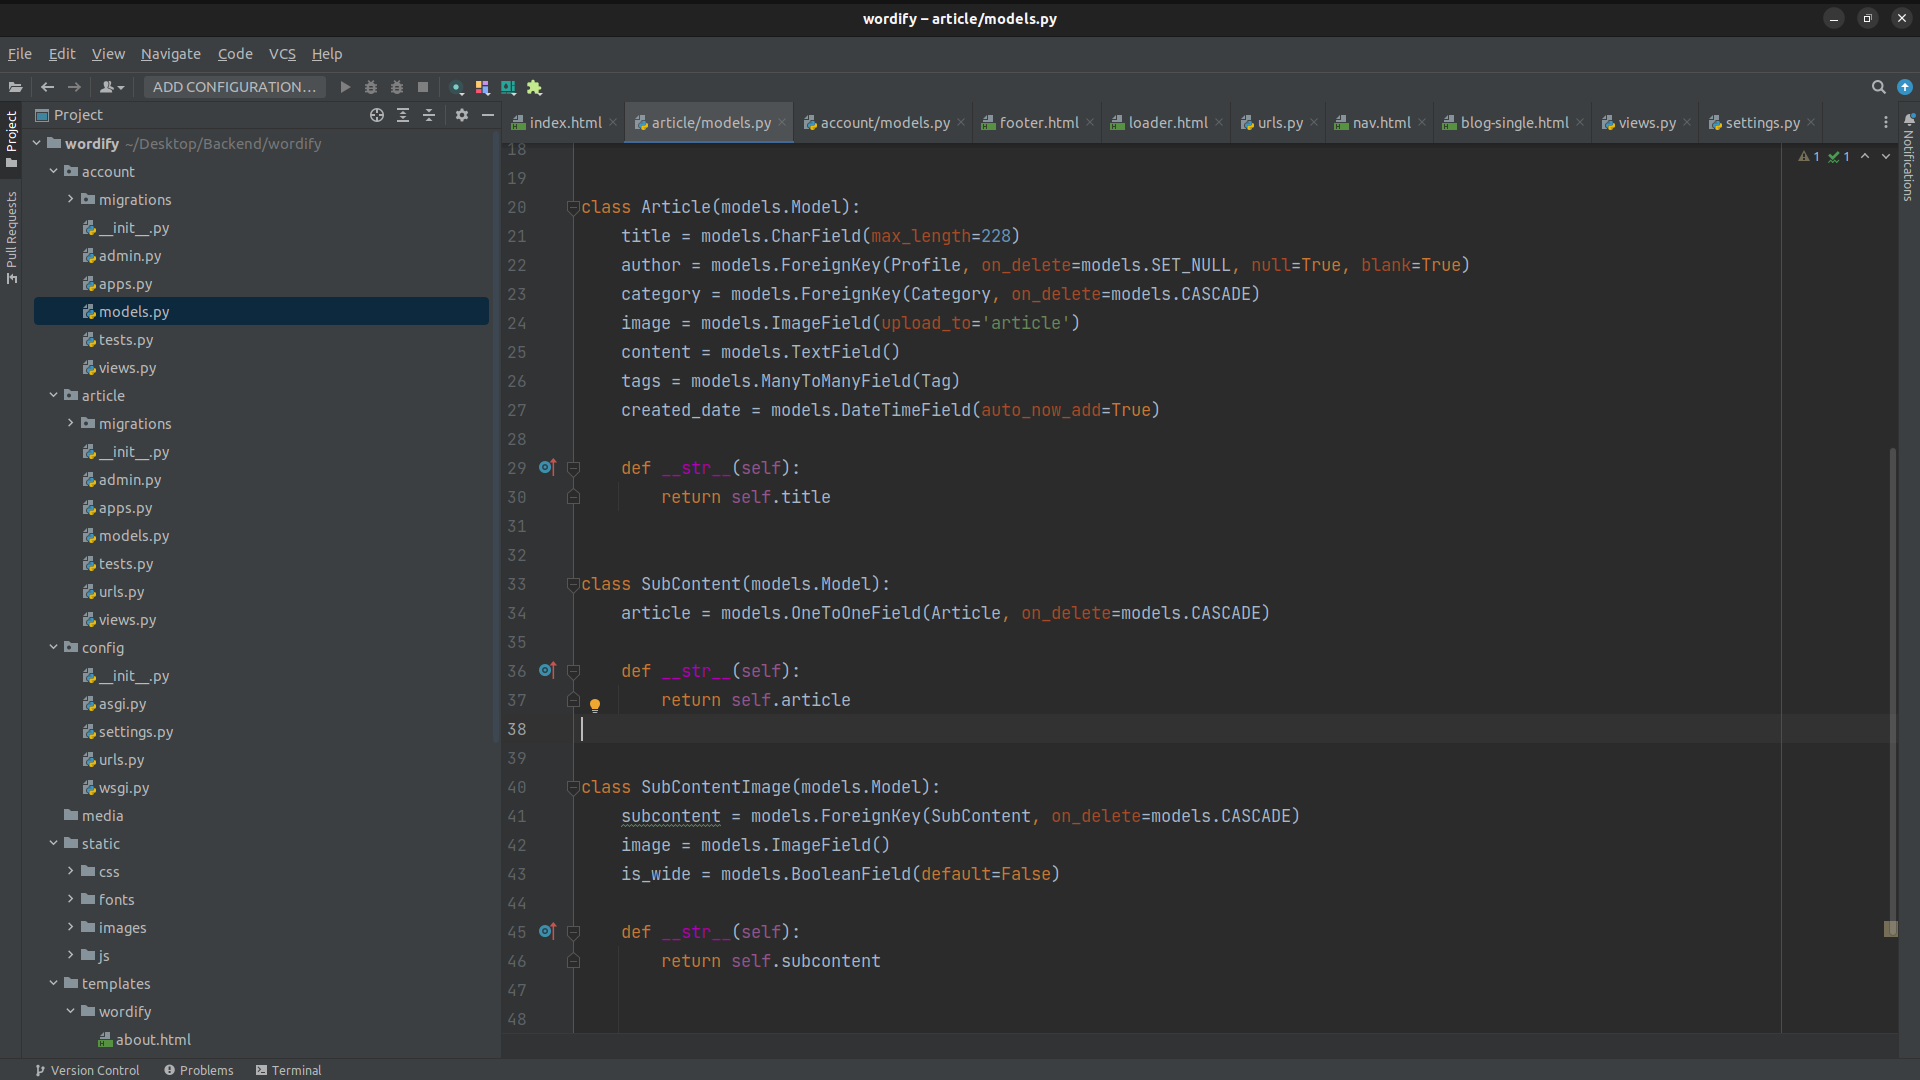 wordify – article/models.py
File Edit View Navigate Code VCS Help
ADD CONFIGURATION...
Project
Pull Requests
Project
wordify ~/Desktop/Backend/wordify
account
migrations
__init__.py
admin.py
apps.py
models.py
tests.py
views.py
article
migrations
__init__.py
admin.py
apps.py
models.py
tests.py
urls.py
views.py
config
__init__.py
asgi.py
settings.py
urls.py
wsgi.py
media
static
css
fonts
images
js
templates
wordify
about.html
index.html article/models.py account/models.py footer.html loader.html urls.py nav.html blog-single.html views.py settings.py
1 1
Notifications
18
19
20 class Article(models.Model):
21 title = models.CharField(max_length=228)
22 author = models.ForeignKey(Profile, on_delete=models.SET_NULL, null=True, blank=True)
23 category = models.ForeignKey(Category, on_delete=models.CASCADE)
24 image = models.ImageField(upload_to='article')
25 content = models.TextField()
26 tags = models.ManyToManyField(Tag)
27 created_date = models.DateTimeField(auto_now_add=True)
28
29 def __str__(self):
30 return self.title
31
32
33 class SubContent(models.Model):
34 article = models.OneToOneField(Article, on_delete=models.CASCADE)
35
36 def __str__(self):
37 return self.article
38
39
40 class SubContentImage(models.Model):
41 subcontent = models.ForeignKey(SubContent, on_delete=models.CASCADE)
42 image = models.ImageField()
43 is_wide = models.BooleanField(default=False)
44
45 def __str__(self):
46 return self.subcontent
47
48
Version Control Problems Terminal